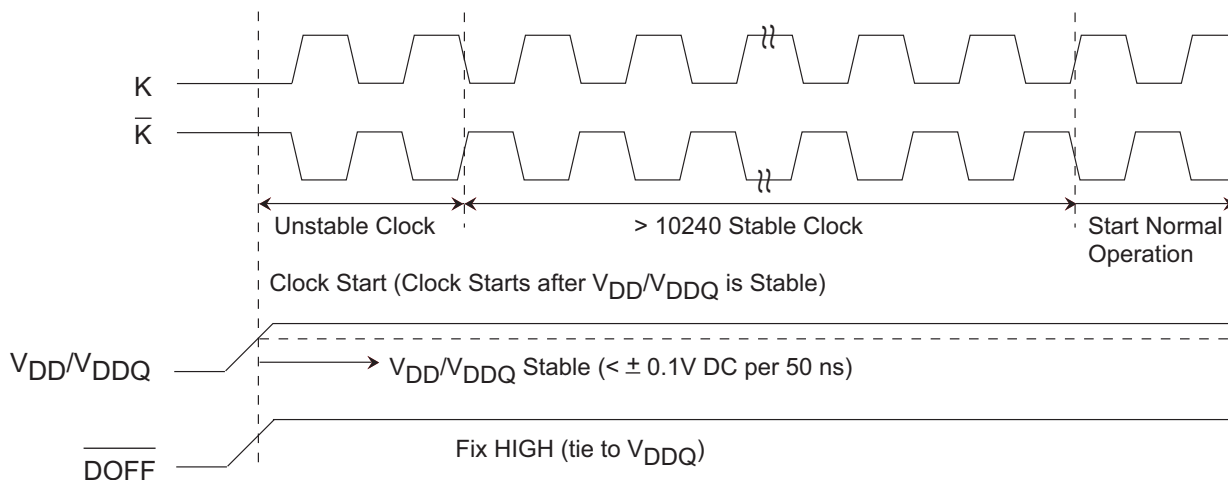 K
K̅
Unstable Clock
> 10240 Stable Clock
Start Normal
Operation
Clock Start (Clock Starts after VDD/VDDQ is Stable)
VDD/VDDQ
VDD/VDDQ Stable (< ± 0.1V DC per 50 ns)
Fix HIGH (tie to VDDQ)
D̅O̅F̅F̅